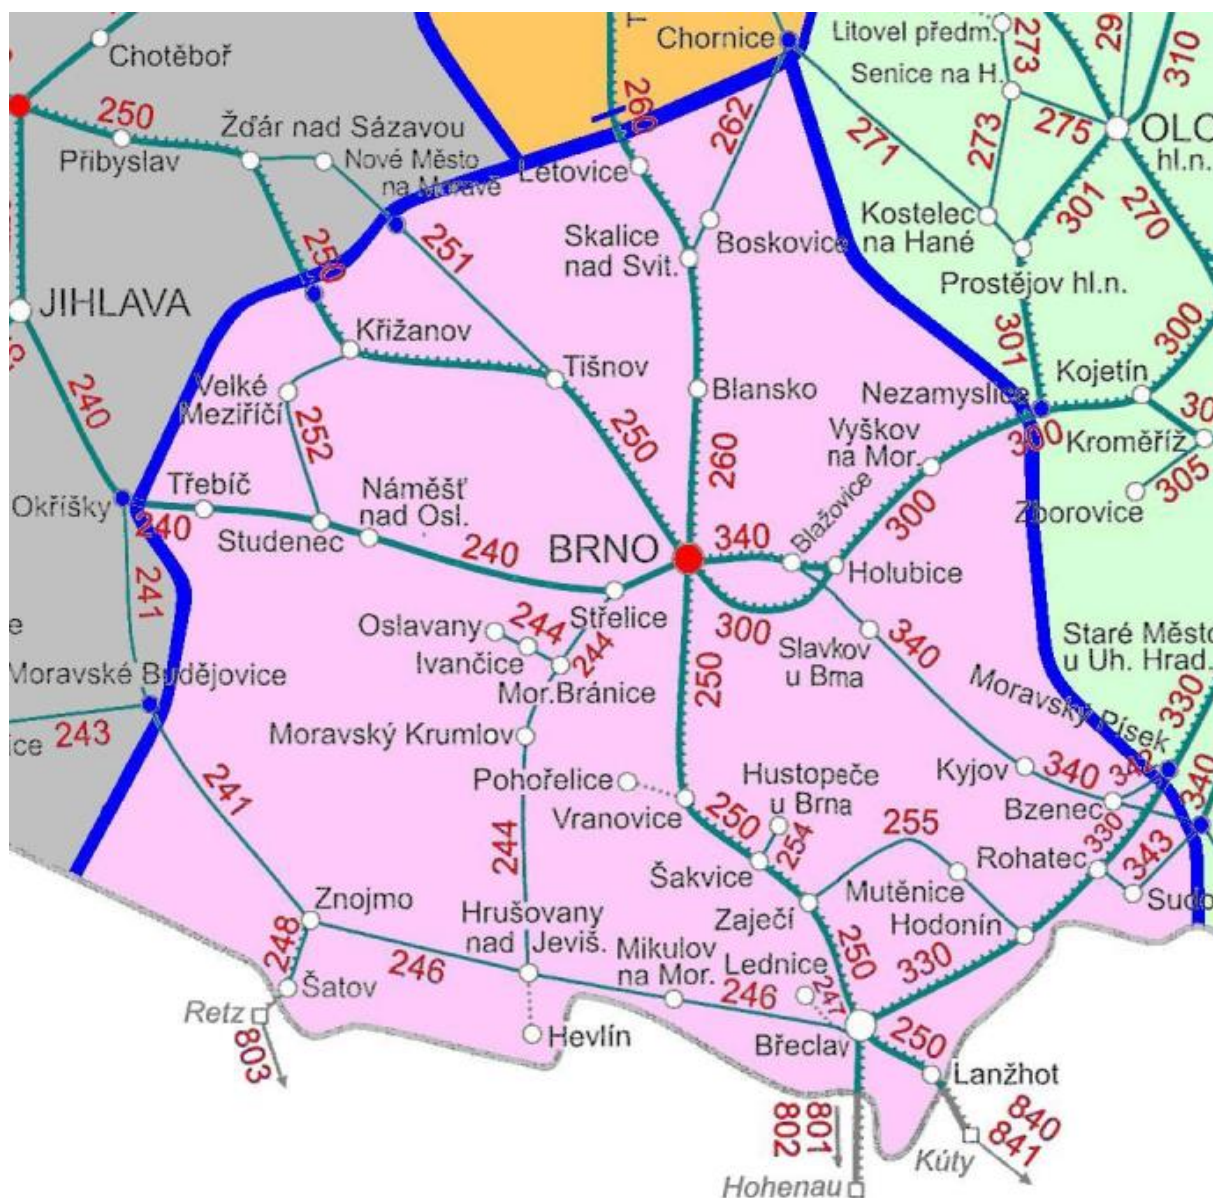 Chotěboř
250
Přibyslav
Žďár nad Sázavou
Nové Město
na Moravě
JIHLAVA
240
260
Letovice
Chornice
262
Boskovice
Skalice
nad Svit.
Litovel předm.
273
29
310
Senice na H.
275
OLO
hl.n.
271
273
Kostelec
na Hané
301
270
Prostějov hl.n.
301
300
251
250
Křižanov
Tišnov
Velké
Meziříčí
252
250
Blansko
260
Nezamyslice
Kojetín
30
300
Kroměříž
305
Zborovice
Vyškov
na Mor.
300
Okříšky
240
Třebíč
Studenec
Náměšť
nad Osl.
240
BRNO
340
Blažovice
Holubice
300
Střelice
241
Oslavany
244
Ivančice
244
Mor.Bránice
250
Slavkov
u Brna
340
Staré Město
u Uh. Hrad.
330
e
Moravské Budějovice
243
ice
Moravský Krumlov
Moravský Písek
Pohořelice
Vranovice
Hustopeče
u Brna
254
250
Kyjov
340
342
340
Bzenec
241
244
255
Šakvice
Mutěnice
Rohatec
330
343
Sudo
Zaječí
Hodonín
Znojmo
248
Šatov
246
Hrušovany
nad Jeviš.
Mikulov
na Mor.
246
Lednice
247
250
330
Retz
803
Hevlín
Břeclav
250
Lanžhot
801
802
840
841
Hohenau
Kúty